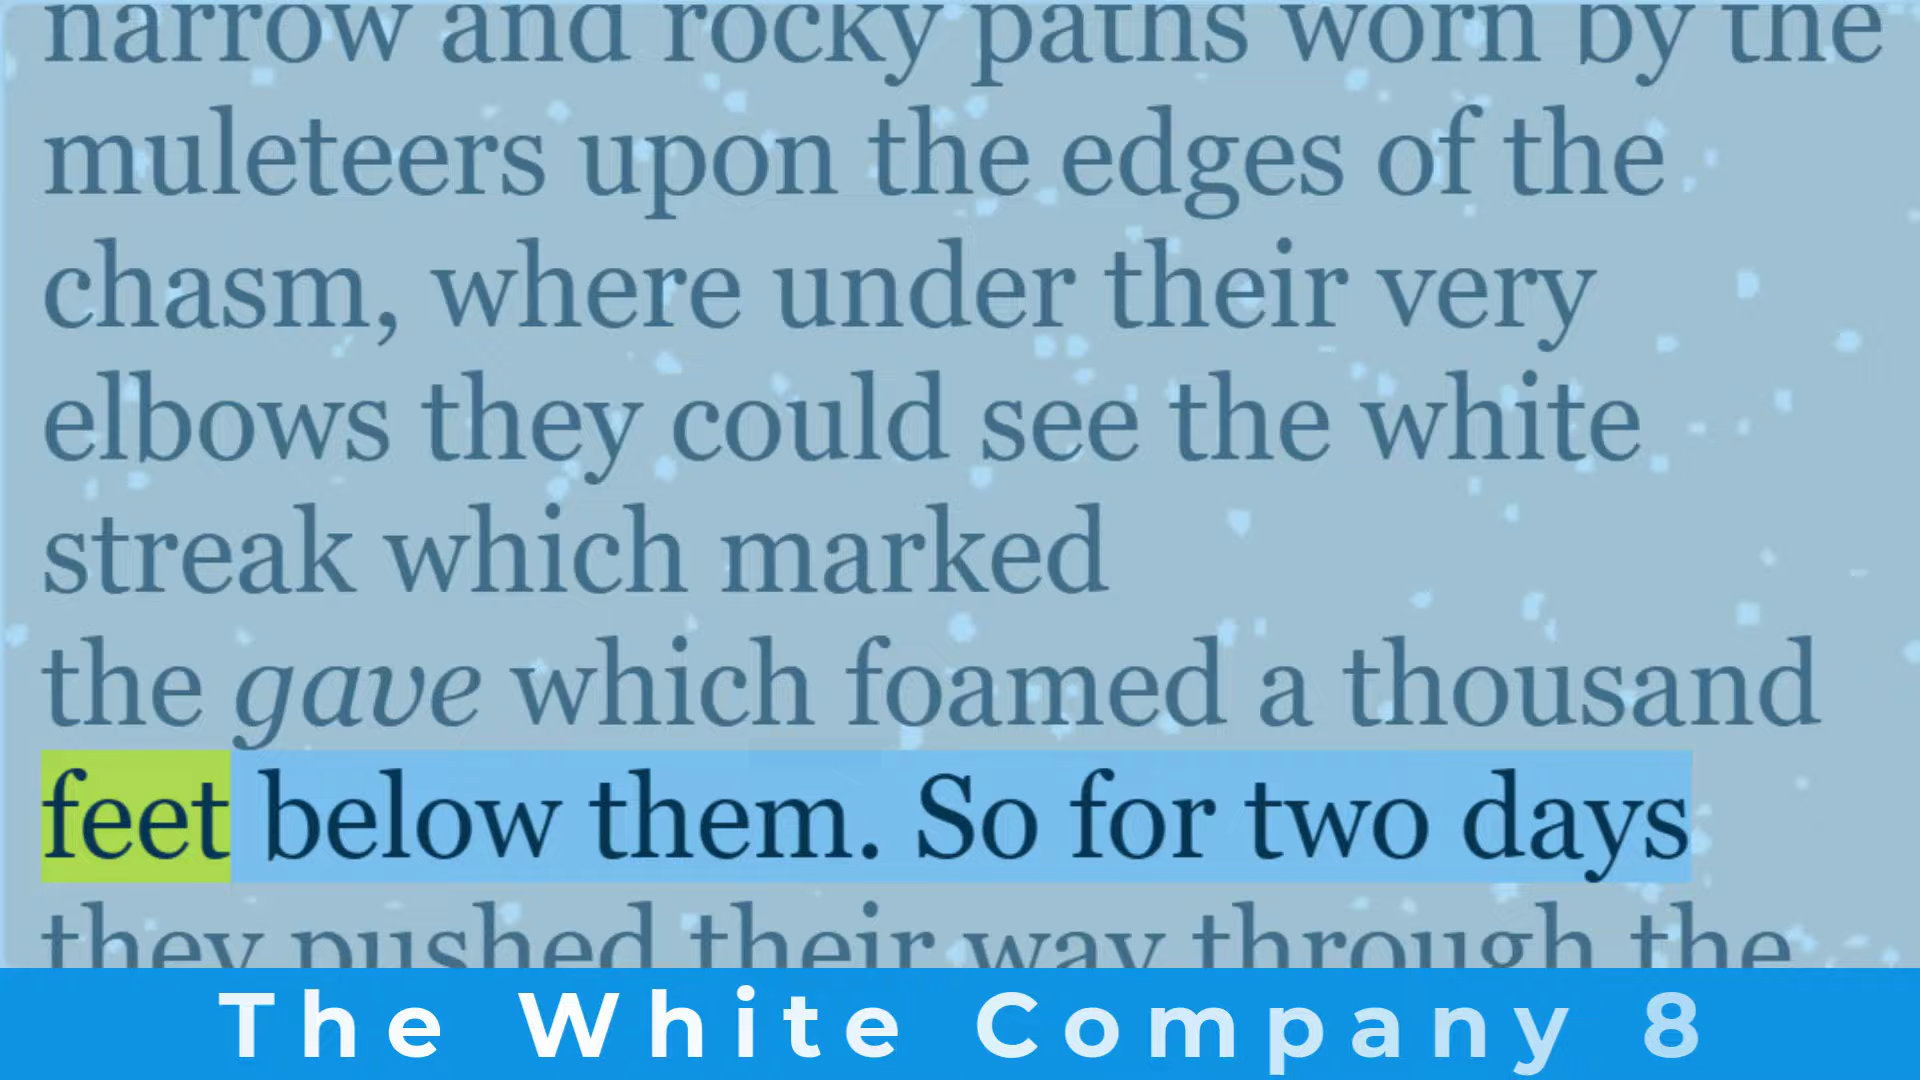 narrow and rocky paths worn by the
muleteers upon the edges of the
chasm, where under their very
elbows they could see the white
streak which marked
the gave which foamed a thousand
feet below them. So for two days
they pushed their way through the
The White Company 8